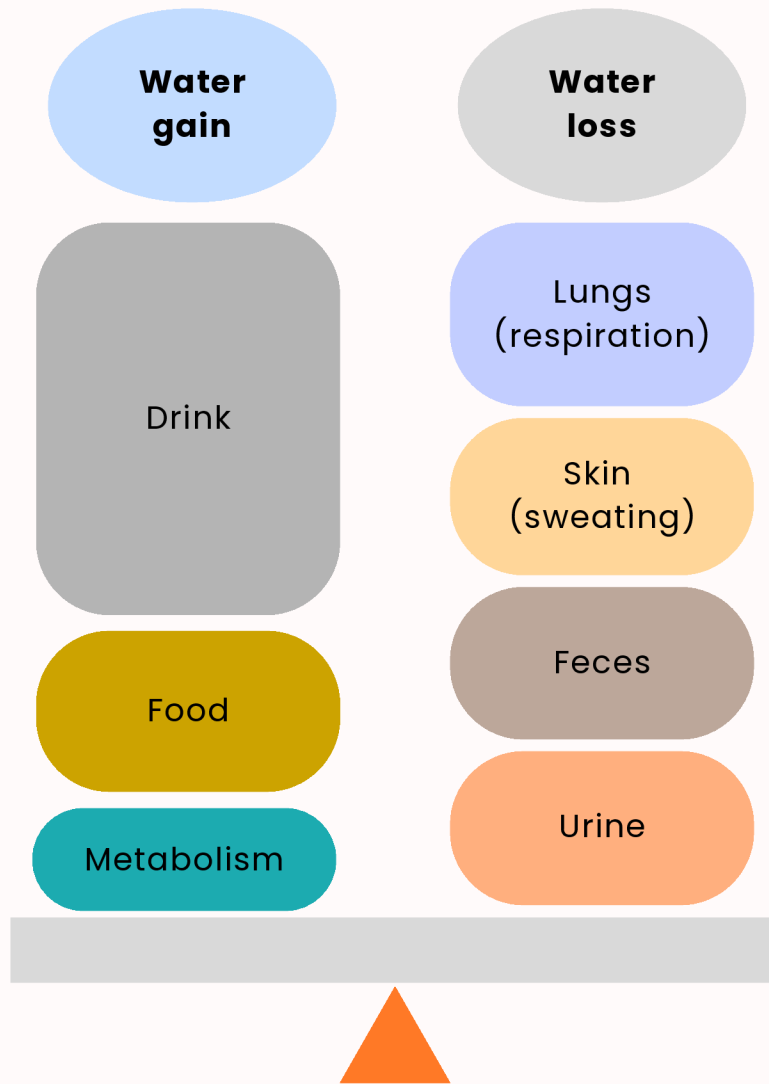 Water
gain
Drink
Food
Metabolism
Water
loss
Lungs
(respiration)
Skin
(sweating)
Feces
Urine